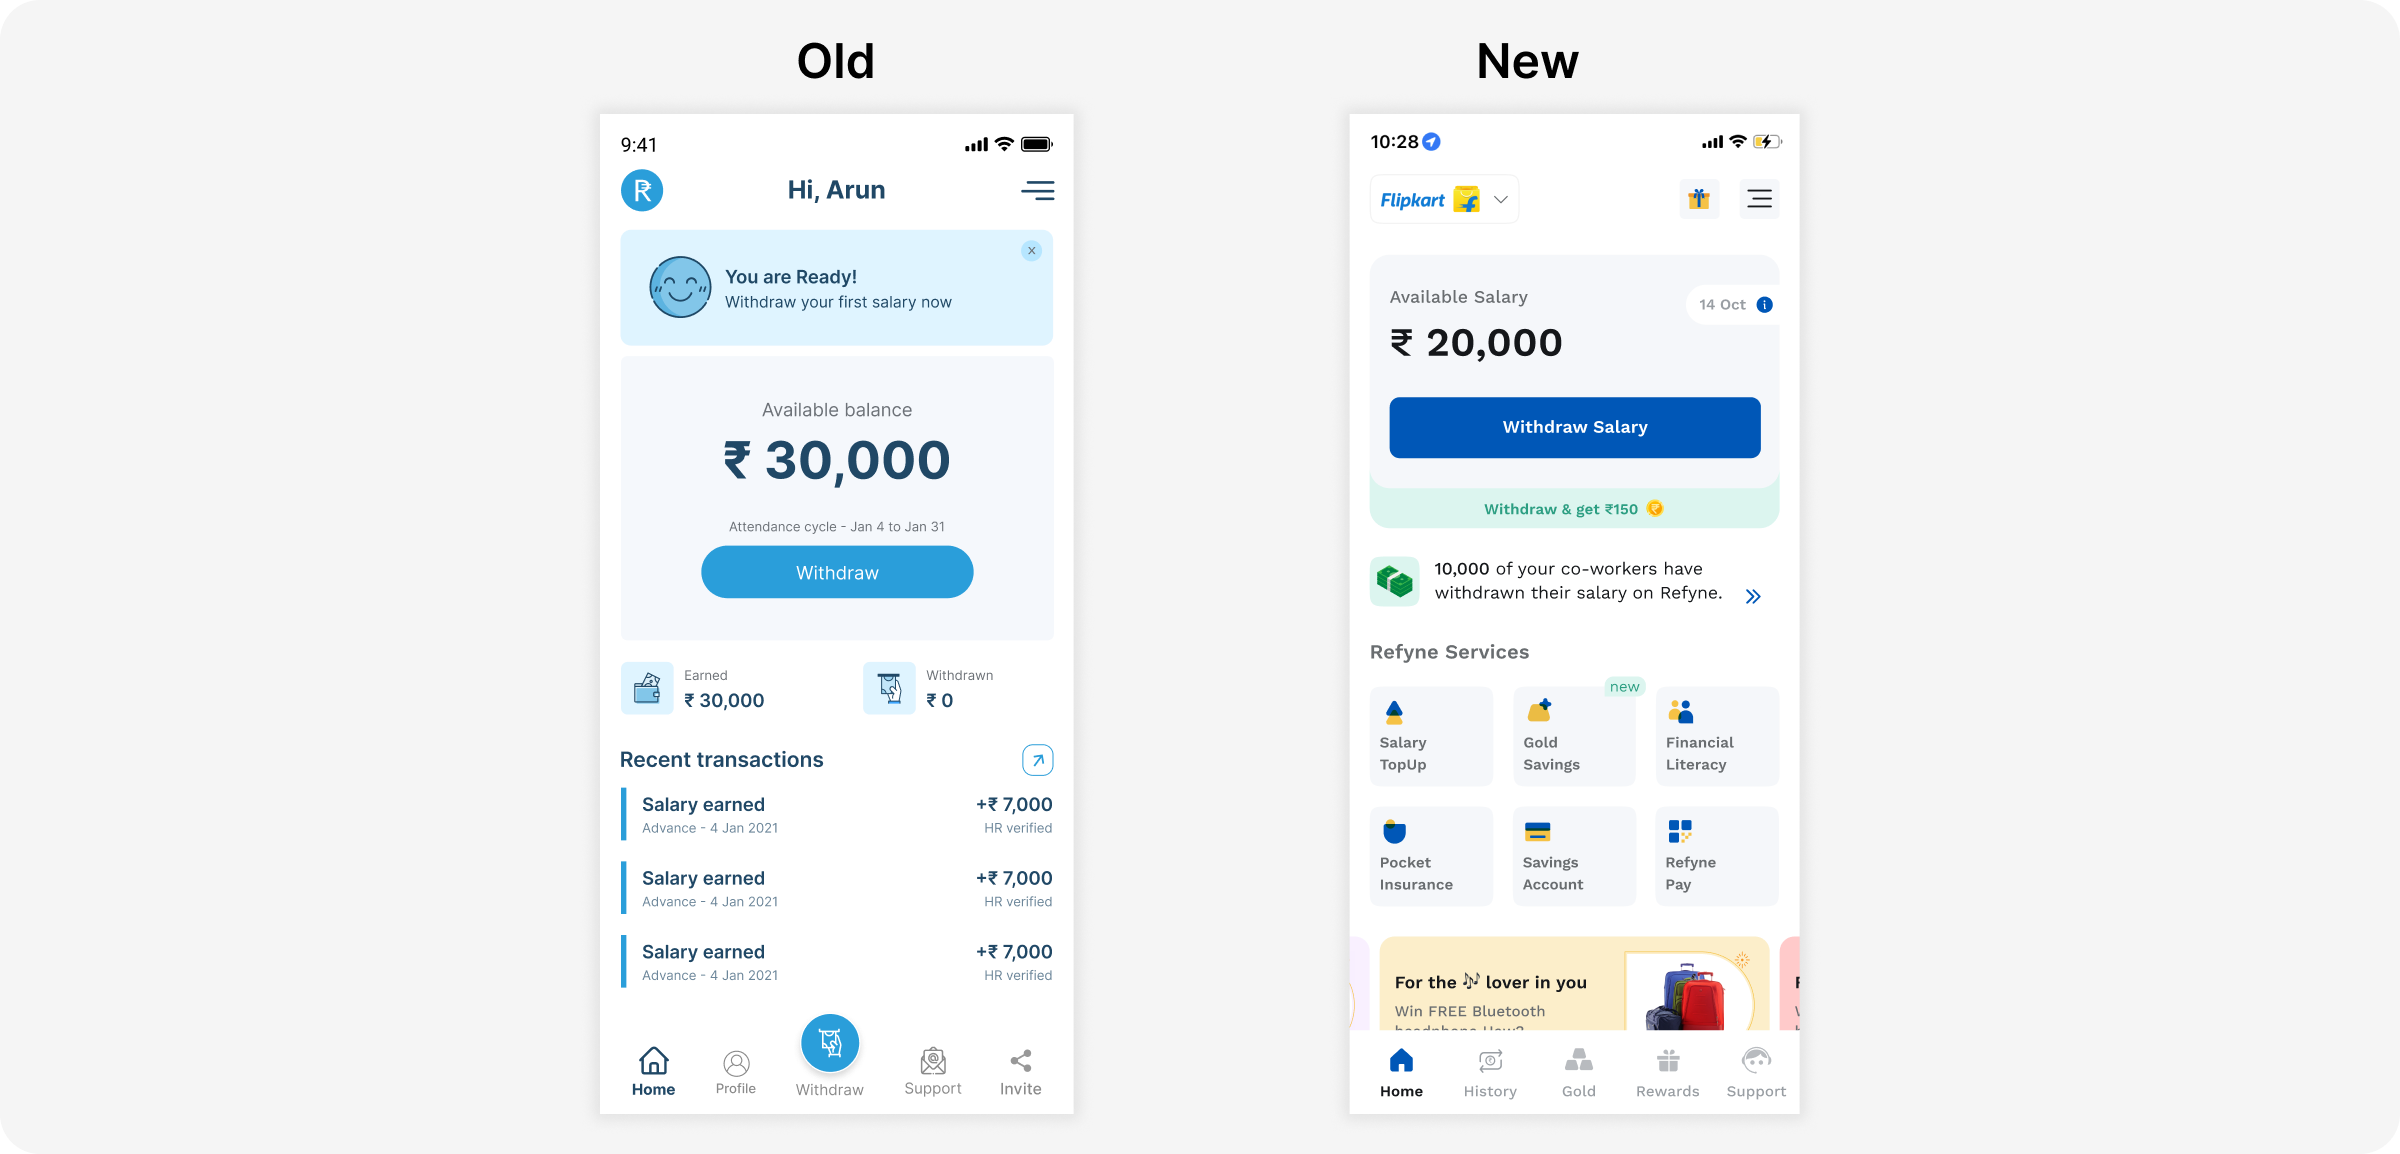 Old
New
9:41
Hi, Arun
You are Ready!
Withdraw your first salary now
Available balance
₹ 30,000
Attendance cycle - Jan 4 to Jan 31
Withdraw
Earned
₹ 30,000
Withdrawn
₹ 0
Recent transactions
Salary earned
+₹ 7,000
Advance - 4 Jan 2021
HR verified
Salary earned
+₹ 7,000
Advance - 4 Jan 2021
HR verified
Salary earned
+₹ 7,000
Advance - 4 Jan 2021
HR verified
Home
Profile
Withdraw
Support
Invite
10:28
Flipkart
Available Salary
14 Oct
₹ 20,000
Withdraw Salary
Withdraw & get ₹150
10,000 of your co-workers have
withdrawn their salary on Refyne.
Refyne Services
new
Salary
TopUp
Gold
Savings
Financial
Literacy
Pocket
Insurance
Savings
Account
Refyne
Pay
For the 🎶 lover in you
Win FREE Bluetooth
headphone How?
Home
History
Gold
Rewards
Support